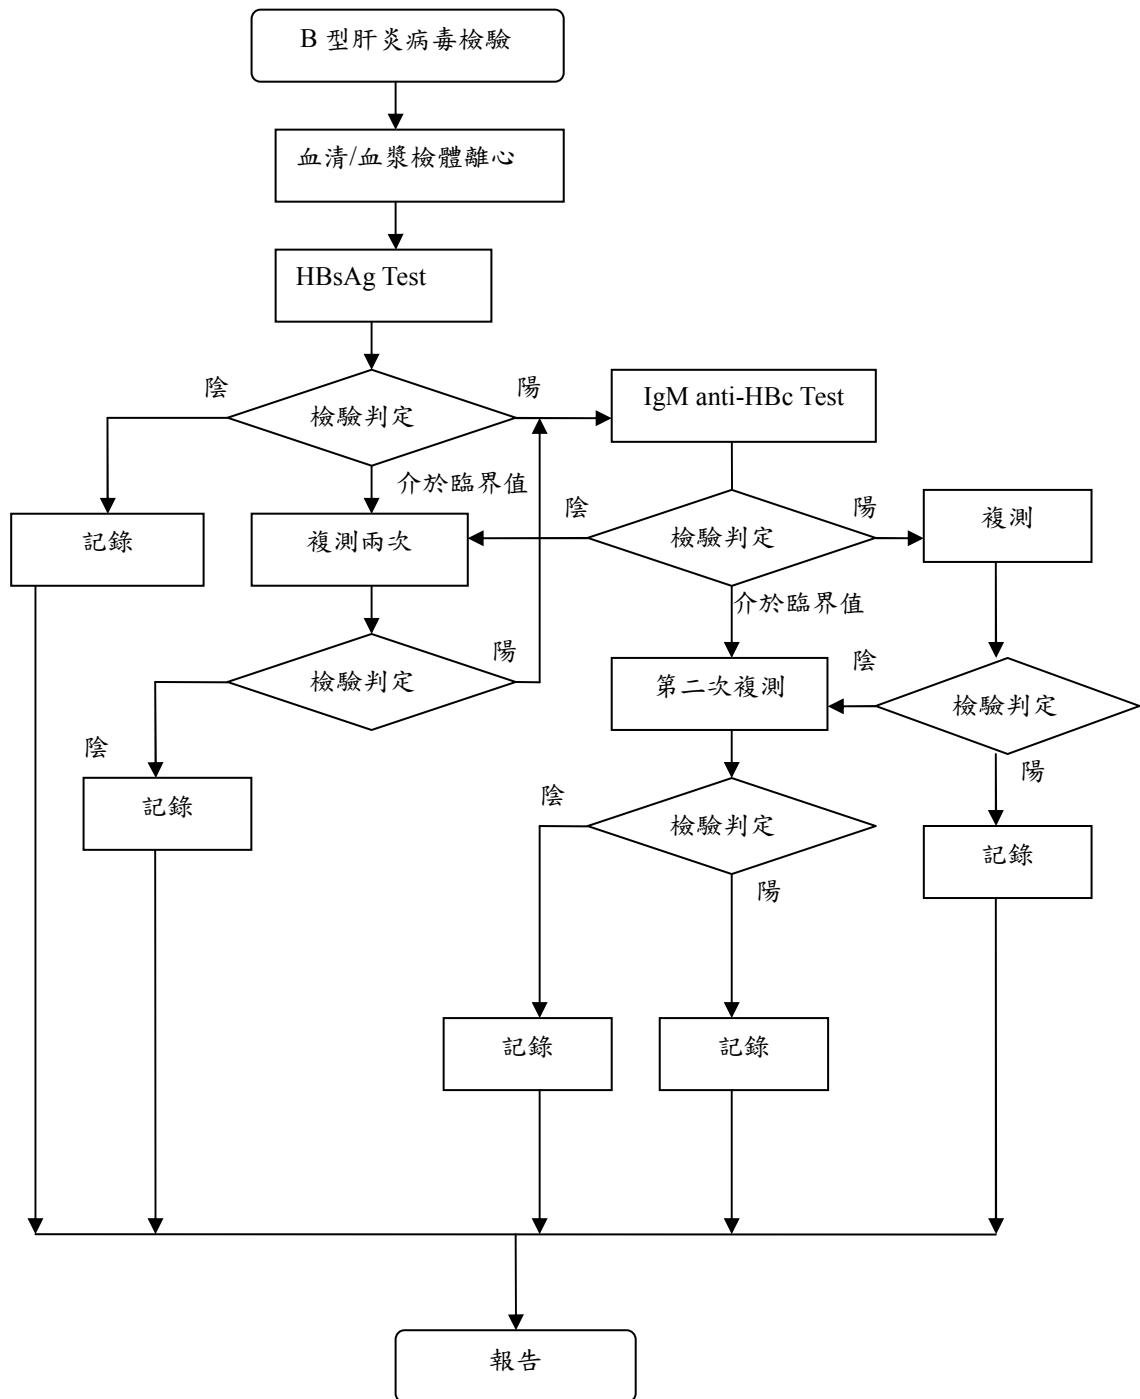 B 型肝炎病毒檢驗
血清/血漿檢體離心
HBsAg Test
陰
陽
檢驗判定
IgM anti-HBc Test
介於臨界值
陰
陽
記錄
複測兩次
檢驗判定
複測
介於臨界值
陽
檢驗判定
陰
第二次複測
檢驗判定
陰
陽
記錄
陰
檢驗判定
記錄
陽
記錄
記錄
報告